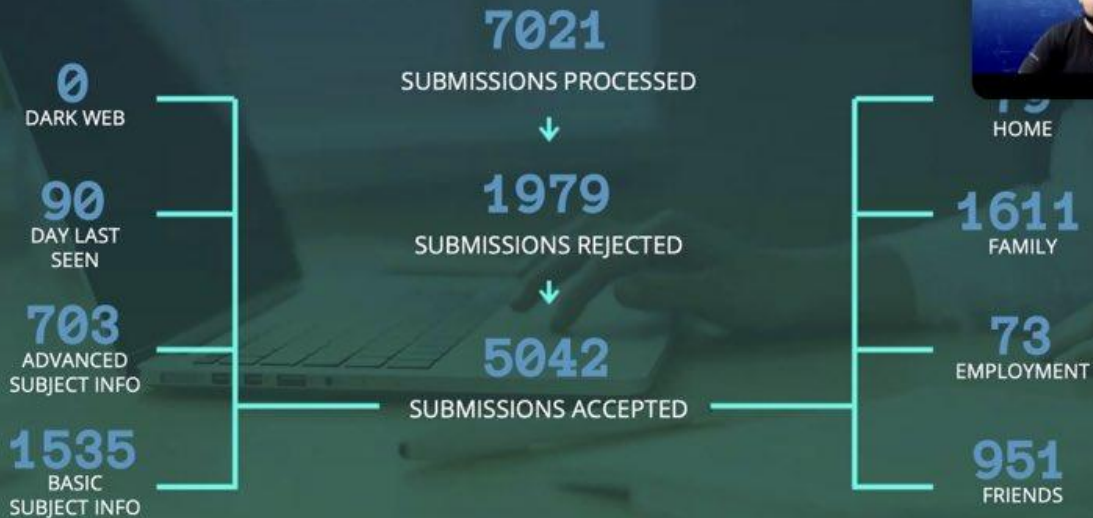 7021
SUBMISSIONS PROCESSED
1979
SUBMISSIONS REJECTED
5042
SUBMISSIONS ACCEPTED
0
DARK WEB
90
DAY LAST
SEEN
703
ADVANCED
SUBJECT INFO
1535
BASIC
SUBJECT INFO
79
HOME
1611
FAMILY
73
EMPLOYMENT
951
FRIENDS